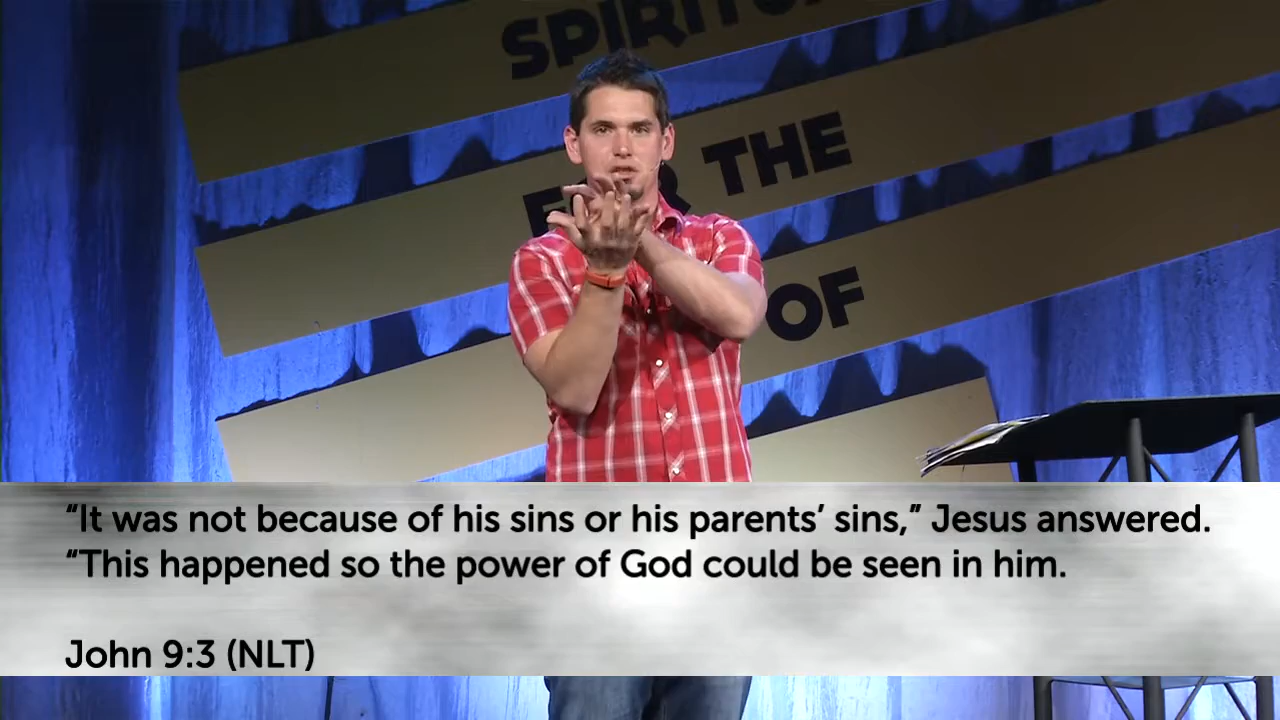 FOR THE
OF
“It was not because of his sins or his parents’ sins,” Jesus answered.
“This happened so the power of God could be seen in him.
John 9:3 (NLT)